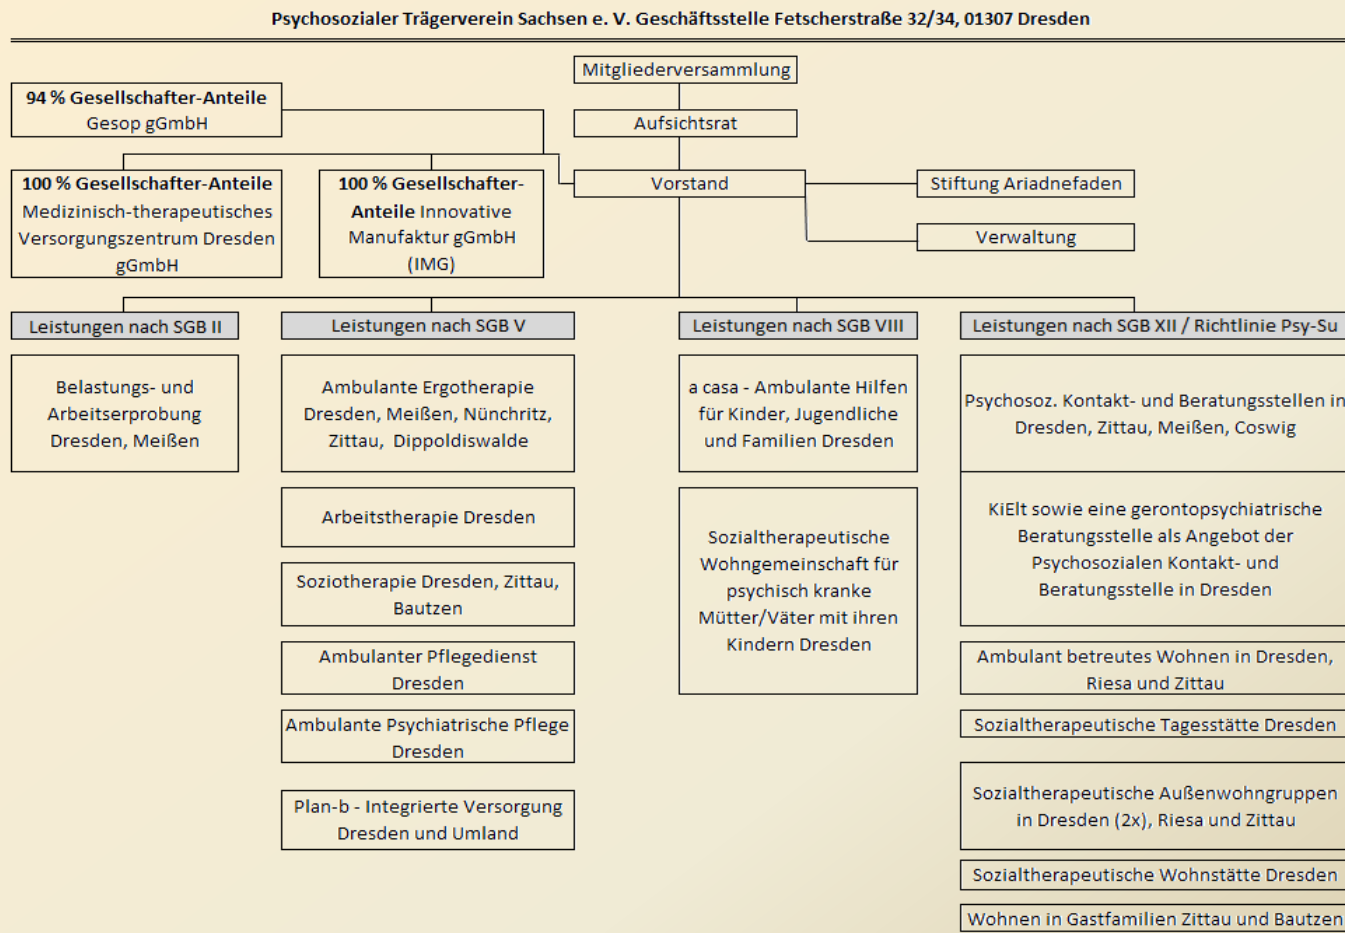 Psychosozialer Trägerverein Sachsen e. V. Geschäftsstelle Fetscherstraße 32/34, 01307 Dresden
Mitgliederversammlung
94 % Gesellschafter-Anteile
Gesop gGmbH
Aufsichtsrat
100 % Gesellschafter-Anteile
Medizinisch-therapeutisches
Versorgungszentrum Dresden
gGmbH
100 % Gesellschafter-
Anteile Innovative
Manufaktur gGmbH
(IMG)
Vorstand
Stiftung Ariadnefaden
Verwaltung
Leistungen nach SGB II
Belastungs- und
Arbeitserprobung
Dresden, Meißen
Leistungen nach SGB V
Ambulante Ergotherapie
Dresden, Meißen, Nünchritz,
Zittau, Dippoldiswalde
Arbeitstherapie Dresden
Soziotherapie Dresden, Zittau,
Bautzen
Ambulanter Pflegedienst
Dresden
Ambulante Psychiatrische Pflege
Dresden
Plan-b - Integrierte Versorgung
Dresden und Umland
Leistungen nach SGB VIII
a casa - Ambulante Hilfen
für Kinder, Jugendliche
und Familien Dresden
Sozialtherapeutische
Wohngemeinschaft für
psychisch kranke
Mütter/Väter mit ihren
Kindern Dresden
Leistungen nach SGB XII / Richtlinie Psy-Su
Psychosoz. Kontakt- und Beratungsstellen in
Dresden, Zittau, Meißen, Coswig
KiElt sowie eine gerontopsychiatrische
Beratungsstelle als Angebot der
Psychosozialen Kontakt- und
Beratungsstelle in Dresden
Ambulant betreutes Wohnen in Dresden,
Riesa und Zittau
Sozialtherapeutische Tagesstätte Dresden
Sozialtherapeutische Außenwohngruppen
in Dresden (2x), Riesa und Zittau
Sozialtherapeutische Wohnstätte Dresden
Wohnen in Gastfamilien Zittau und Bautzen